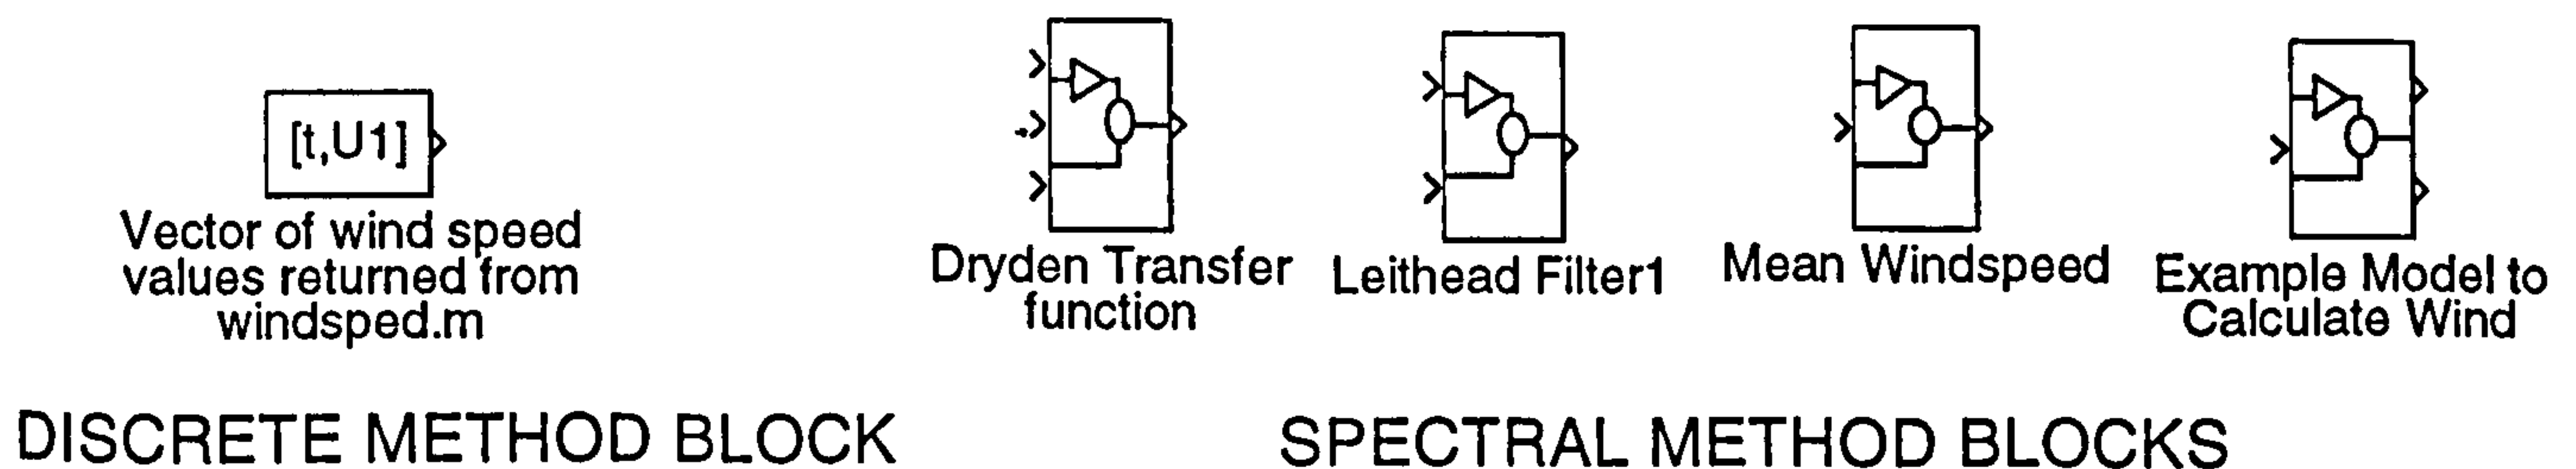 [t,U1]
Vector of wind speed
values returned from
windsped.m
Dryden Transfer
function
Leithead Filter1
Mean Windspeed
Example Model to
Calculate Wind
DISCRETE METHOD BLOCK
SPECTRAL METHOD BLOCKS